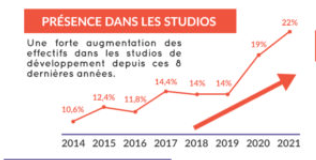 PRÉSENCE DANS LES STUDIOS
Une forte augmentation des
effectifs dans les studios de
développement depuis ces 8
dernières années.
22%
19%
14,4% 14% 14%
12,4% 11,8%
10,6%
2014 2015 2016 2017 2018 2019 2020 2021